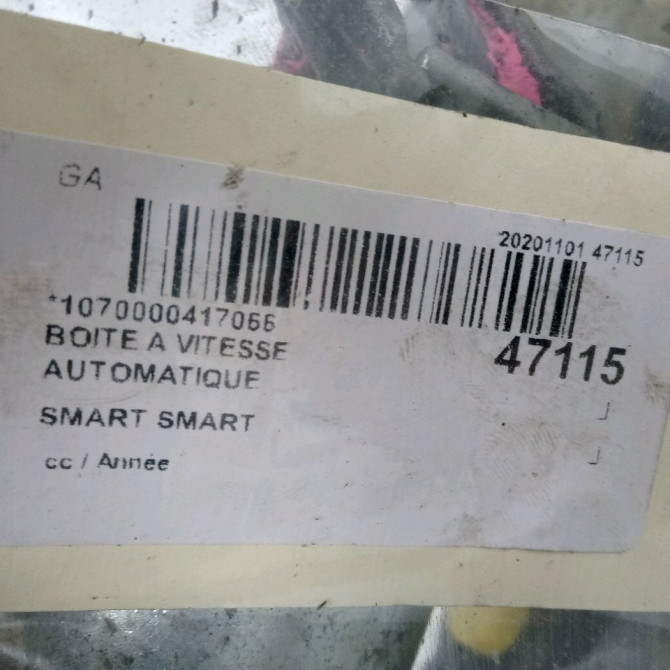 GA
20201101 47115
*1070000417066
BOITE A VITESSE
AUTOMATIQUE
47115
SMART SMART
cc / Année